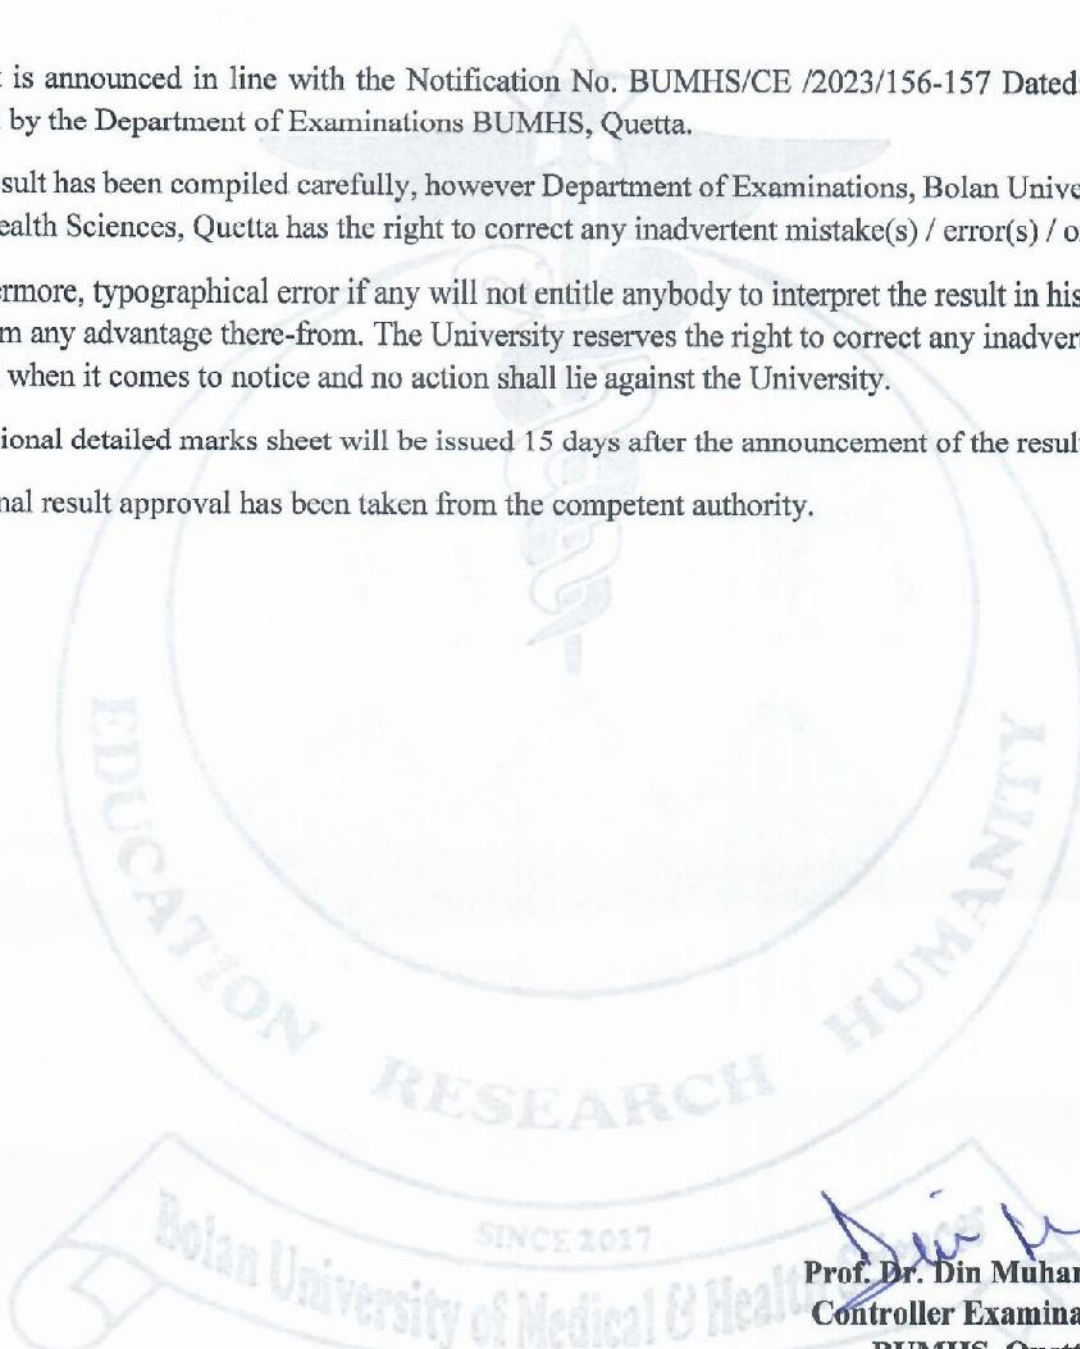 is announced in line with the Notification No. BUMHS/CE /2023/156-157 Dated:
by the Department of Examinations BUMHS, Quetta.
sult has been compiled carefully, however Department of Examinations, Bolan Unive
ealth Sciences, Quetta has the right to correct any inadvertent mistake(s) / error(s) / o
ermore, typographical error if any will not entitle anybody to interpret the result in his
m any advantage there-from. The University reserves the right to correct any inadver
when it comes to notice and no action shall lie against the University.
ional detailed marks sheet will be issued 15 days after the announcement of the resul
nal result approval has been taken from the competent authority.
EDUCATION RESEARCH HUMANITY
SINCE 2017
Bolan University of Medical & Health Sciences
Prof. Dr. Din Muha
Controller Examina
BUMHS, Quett